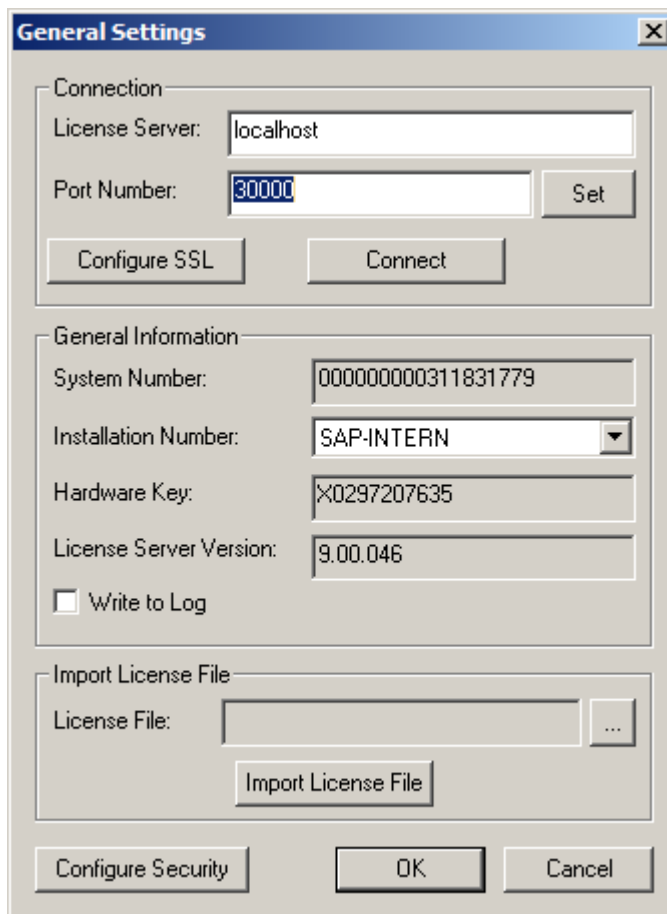 General Settings
Connection
License Server: localhost
Port Number: 30000 Set
Configure SSL Connect
General Information
System Number: 000000000311831779
Installation Number: SAP-INTERN
Hardware Key: X0297207635
License Server Version: 9.00.046
Write to Log
Import License File
License File: ...
Import License File
Configure Security OK Cancel